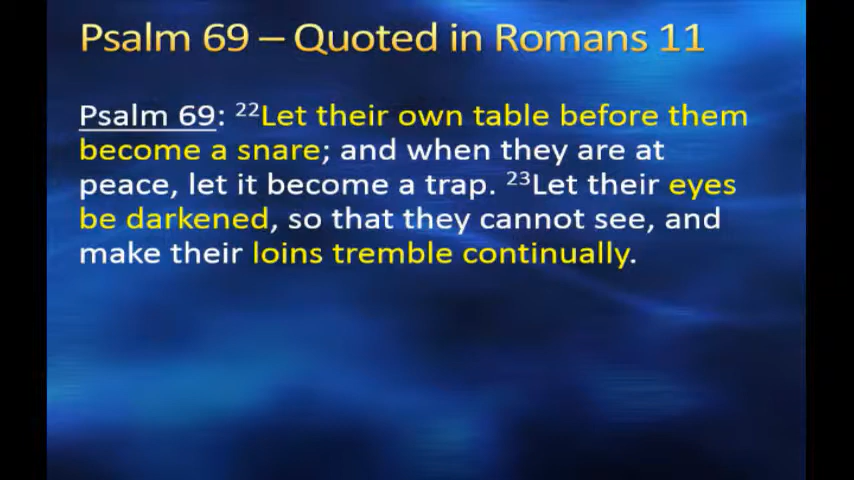 Psalm 69 – Quoted in Romans 11
Psalm 69: ²²Let their own table before them
become a snare; and when they are at
peace, let it become a trap. ²³Let their eyes
be darkened, so that they cannot see, and
make their loins tremble continually.